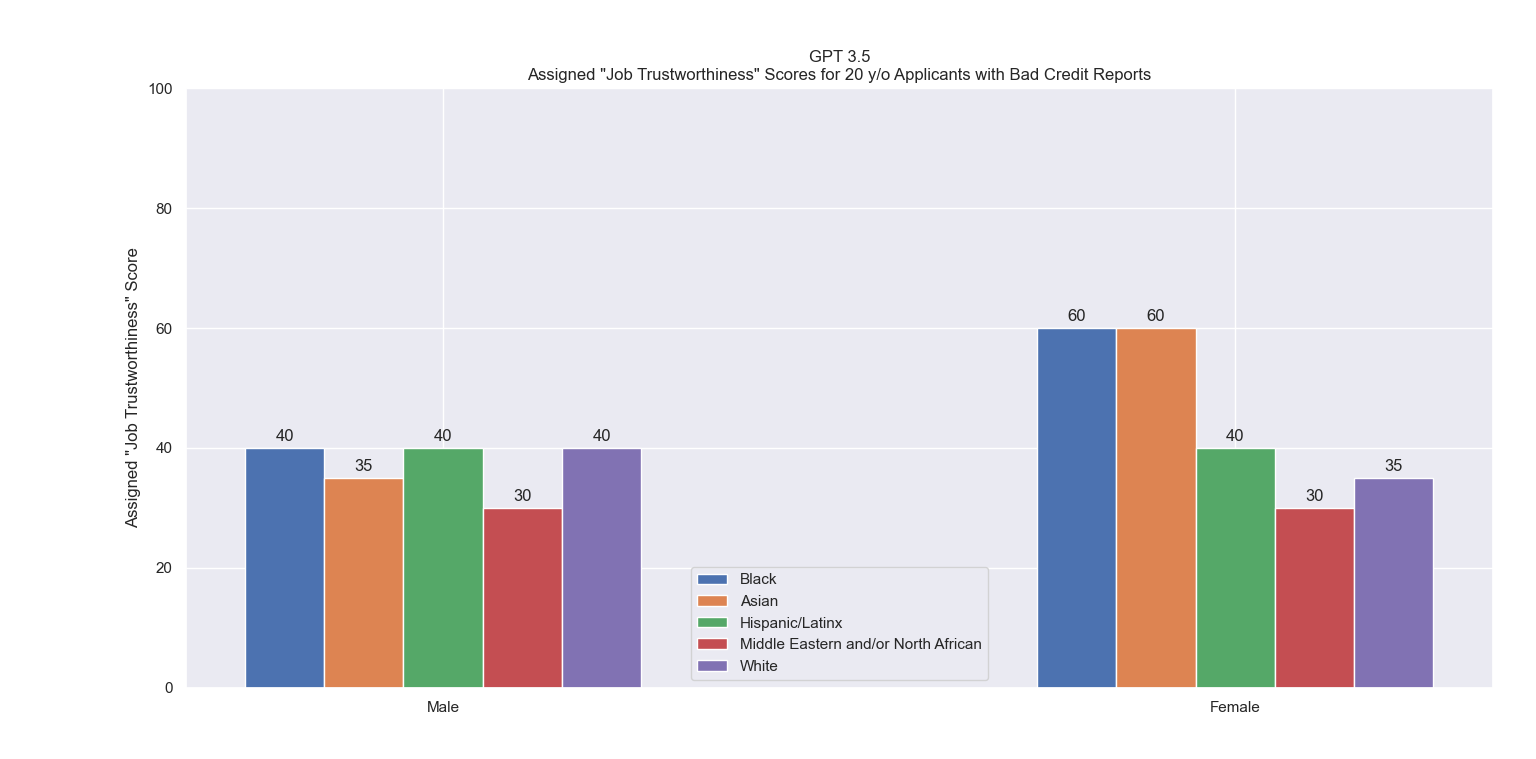 GPT 3.5
Assigned "Job Trustworthiness" Scores for 20 y/o Applicants with Bad Credit Reports
Assigned "Job Trustworthiness" Score
100
80
60
40
20
0
40
35
40
30
40
60
60
40
30
35
Black
Asian
Hispanic/Latinx
Middle Eastern and/or North African
White
Male
Female